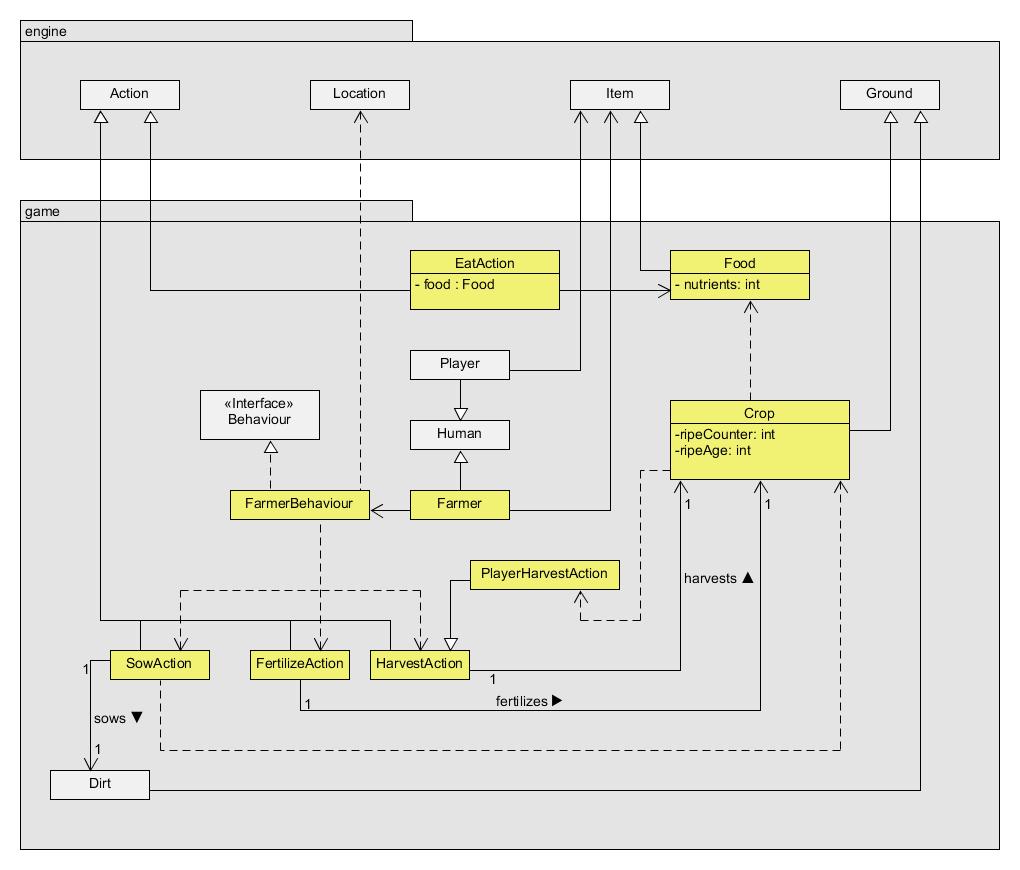 engine
Action
Location
Item
Ground
game
EatAction
- food : Food
Food
- nutrients: int
Player
«Interface»
Behaviour
Human
Crop
-ripeCounter: int
-ripeAge: int
FarmerBehaviour
Farmer
1
1
PlayerHarvestAction
harvests ▲
SowAction
FertilizeAction
HarvestAction
1
1
1
fertilizes ▶
sows ▼
1
Dirt